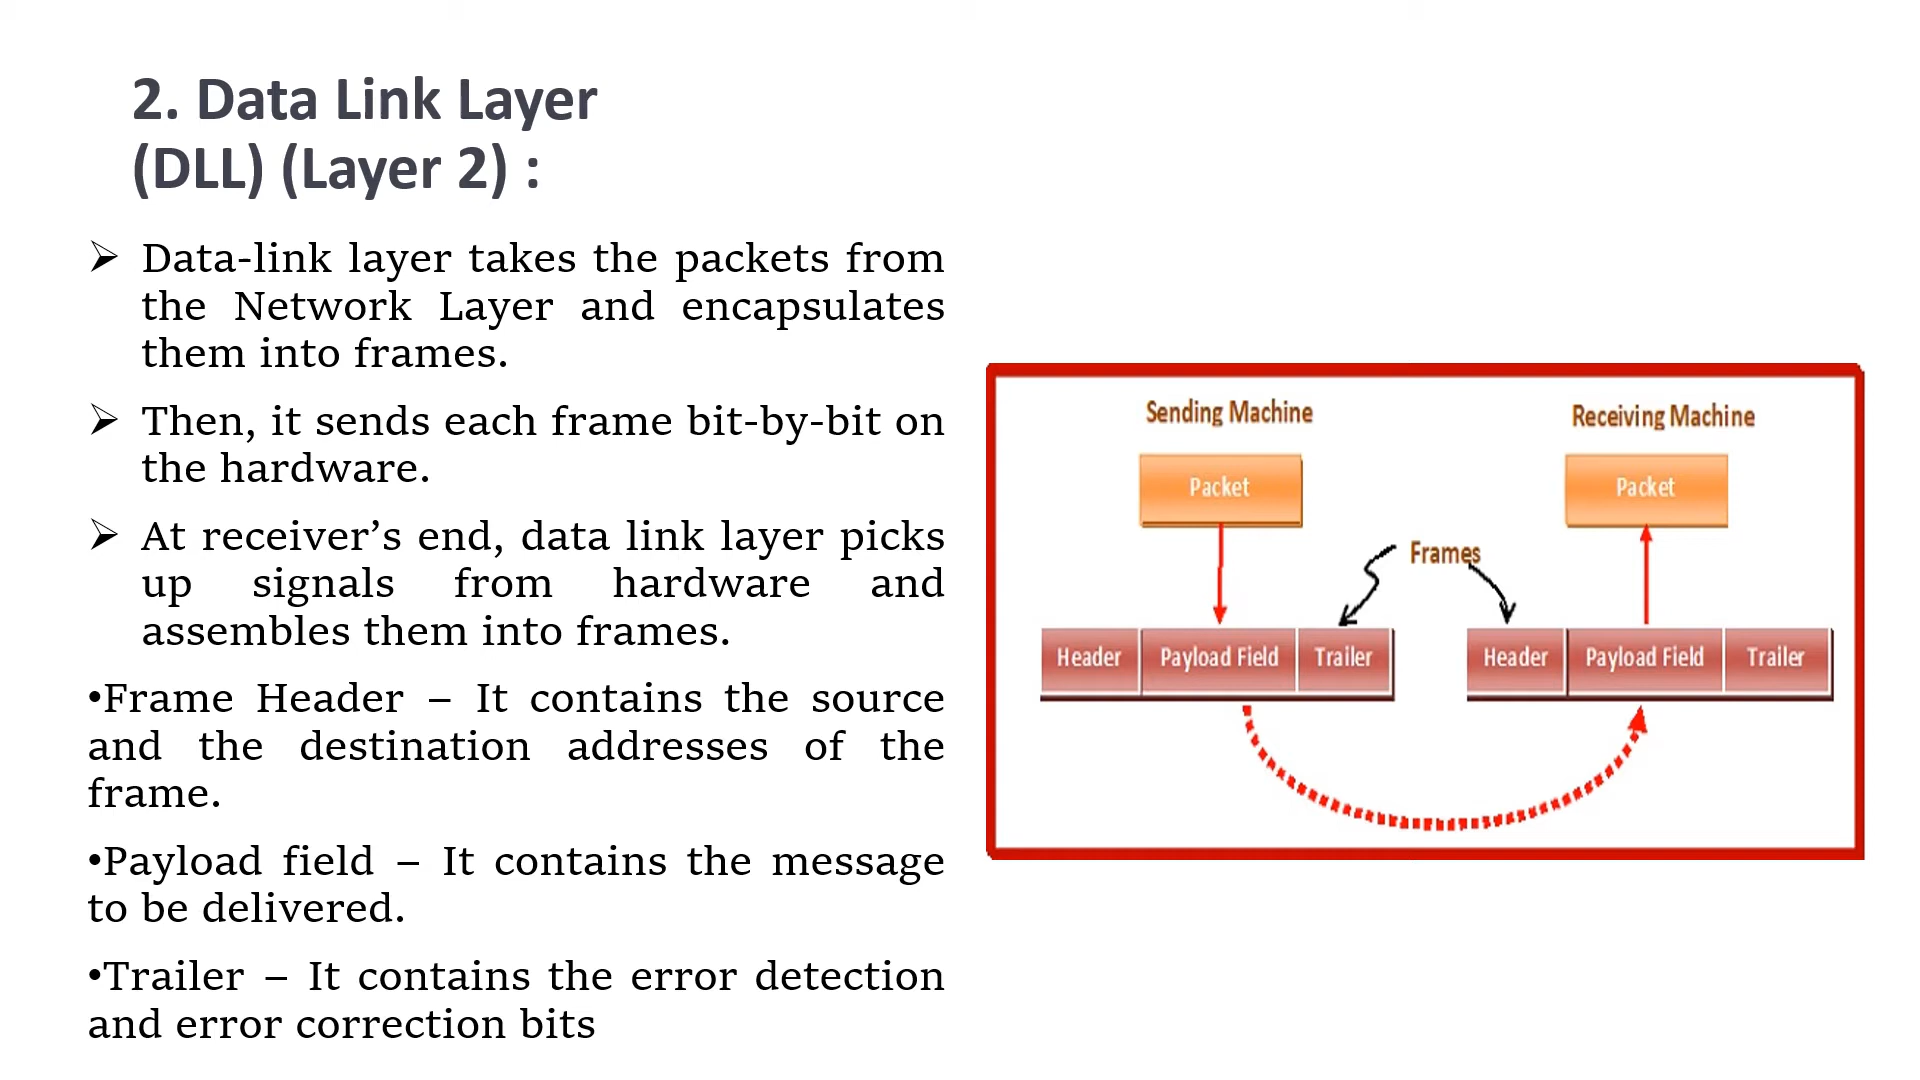 2. Data Link Layer
(DLL) (Layer 2) :
➢ Data-link layer takes the packets from
the Network Layer and encapsulates
them into frames.
➢ Then, it sends each frame bit-by-bit on
the hardware.
➢ At receiver’s end, data link layer picks
up signals from hardware and
assembles them into frames.
•Frame Header – It contains the source
and the destination addresses of the
frame.
•Payload field – It contains the message
to be delivered.
•Trailer – It contains the error detection
and error correction bits
Sending Machine
Receiving Machine
Packet
Packet
Frames
Header Payload Field Trailer
Header Payload Field Trailer